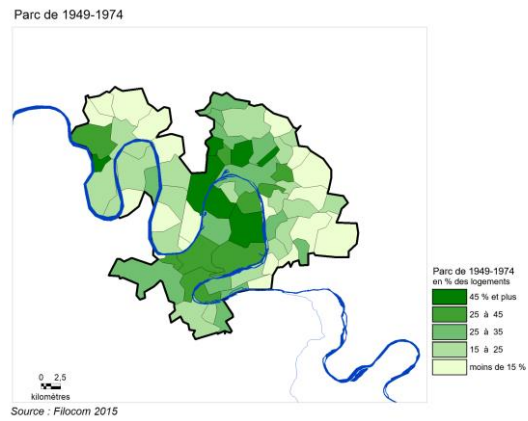 Parc de 1949-1974
Parc de 1949-1974
en % des logements
45 % et plus
25 à 45
25 à 35
15 à 25
moins de 15 %
0 2,5
kilomètres
Source : Filocom 2015